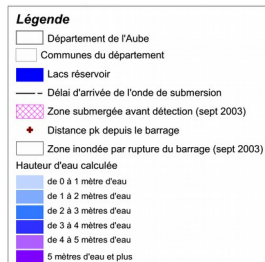 Légende
Département de l'Aube
Communes du département
Lacs réservoir
Délai d'arrivée de l'onde de submersion
Zone submergée avant détection (sept 2003)
Distance pk depuis le barrage
Zone inondée par rupture du barrage (sept 2003)
Hauteur d'eau calculée
de 0 à 1 mètre d'eau
de 1 à 2 mètres d'eau
de 2 à 3 mètres d'eau
de 3 à 4 mètres d'eau
de 4 à 5 mètres d'eau
5 mètres d'eau et plus